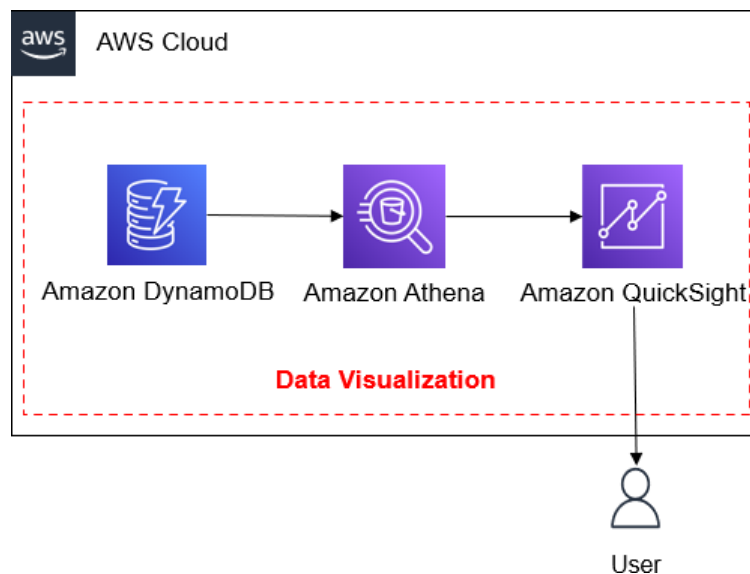 aws
AWS Cloud
Amazon DynamoDB
Amazon Athena
Amazon QuickSight
Data Visualization
User